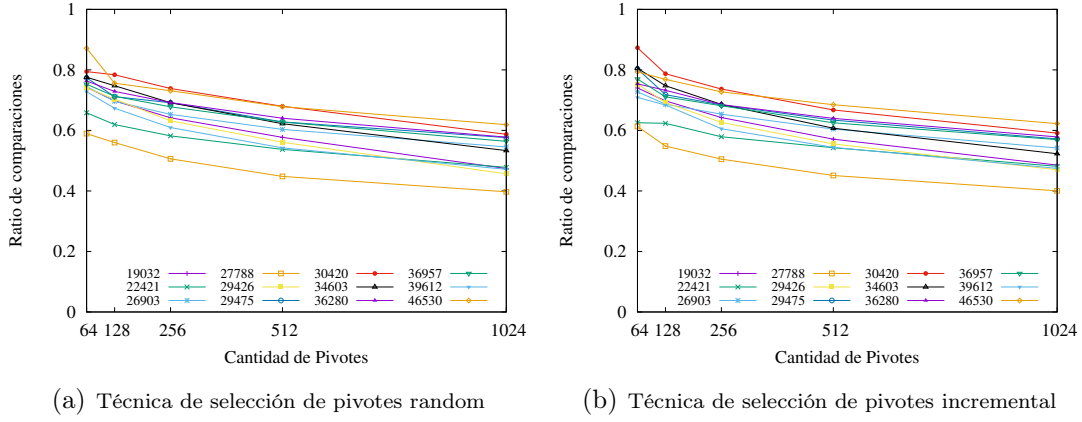 1
0.8
0.6
0.4
0.2
0
Ratio de comparaciones
19032 27788 30420 36957
22421 29426 34603 39612
26903 29475 36280 46530
64 128 256 512 1024
Cantidad de Pivotes
(a) Técnica de selección de pivotes random
1
0.8
0.6
0.4
0.2
0
Ratio de comparaciones
19032 27788 30420 36957
22421 29426 34603 39612
26903 29475 36280 46530
64 128 256 512 1024
Cantidad de Pivotes
(b) Técnica de selección de pivotes incremental